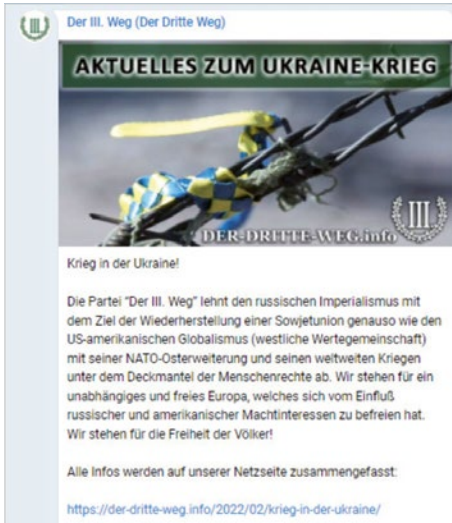 Der III. Weg (Der Dritte Weg)
AKTUELLES ZUM UKRAINE-KRIEG
III
DER-DRITTE-WEG.info
Krieg in der Ukraine!
Die Partei "Der III. Weg" lehnt den russischen Imperialismus mit
dem Ziel der Wiederherstellung einer Sowjetunion genauso wie den
US-amerikanischen Globalismus (westliche Wertegemeinschaft)
mit seiner NATO-Osterweiterung und seinen weltweiten Kriegen
unter dem Deckmantel der Menschenrechte ab. Wir stehen für ein
unabhängiges und freies Europa, welches sich vom Einfluß
russischer und amerikanischer Machtinteressen zu befreien hat.
Wir stehen für die Freiheit der Völker!
Alle Infos werden auf unserer Netzseite zusammengefasst:
https://der-dritte-weg.info/2022/02/krieg-in-der-ukraine/